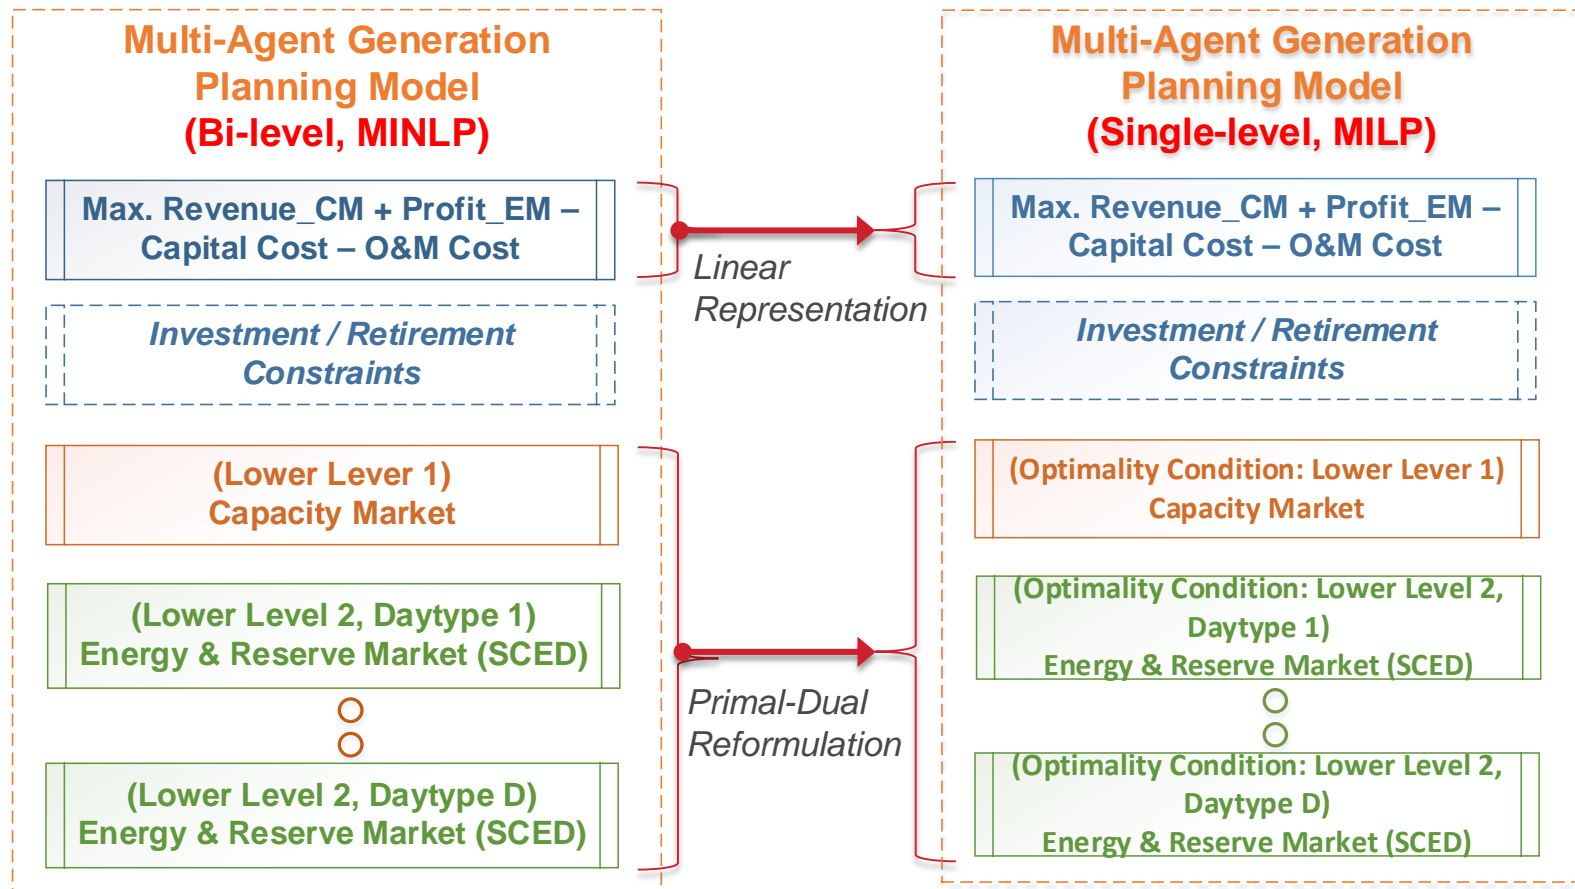 Multi-Agent Generation
Planning Model
(Bi-level, MINLP)
Max. Revenue_CM + Profit_EM –
Capital Cost – O&M Cost
Investment / Retirement
Constraints
(Lower Lever 1)
Capacity Market
(Lower Level 2, Daytype 1)
Energy & Reserve Market (SCED)
(Lower Level 2, Daytype D)
Energy & Reserve Market (SCED)
Linear
Representation
Primal-Dual
Reformulation
Multi-Agent Generation
Planning Model
(Single-level, MILP)
Max. Revenue_CM + Profit_EM –
Capital Cost – O&M Cost
Investment / Retirement
Constraints
(Optimality Condition: Lower Lever 1)
Capacity Market
(Optimality Condition: Lower Level 2,
Daytype 1)
Energy & Reserve Market (SCED)
(Optimality Condition: Lower Level 2,
Daytype D)
Energy & Reserve Market (SCED)